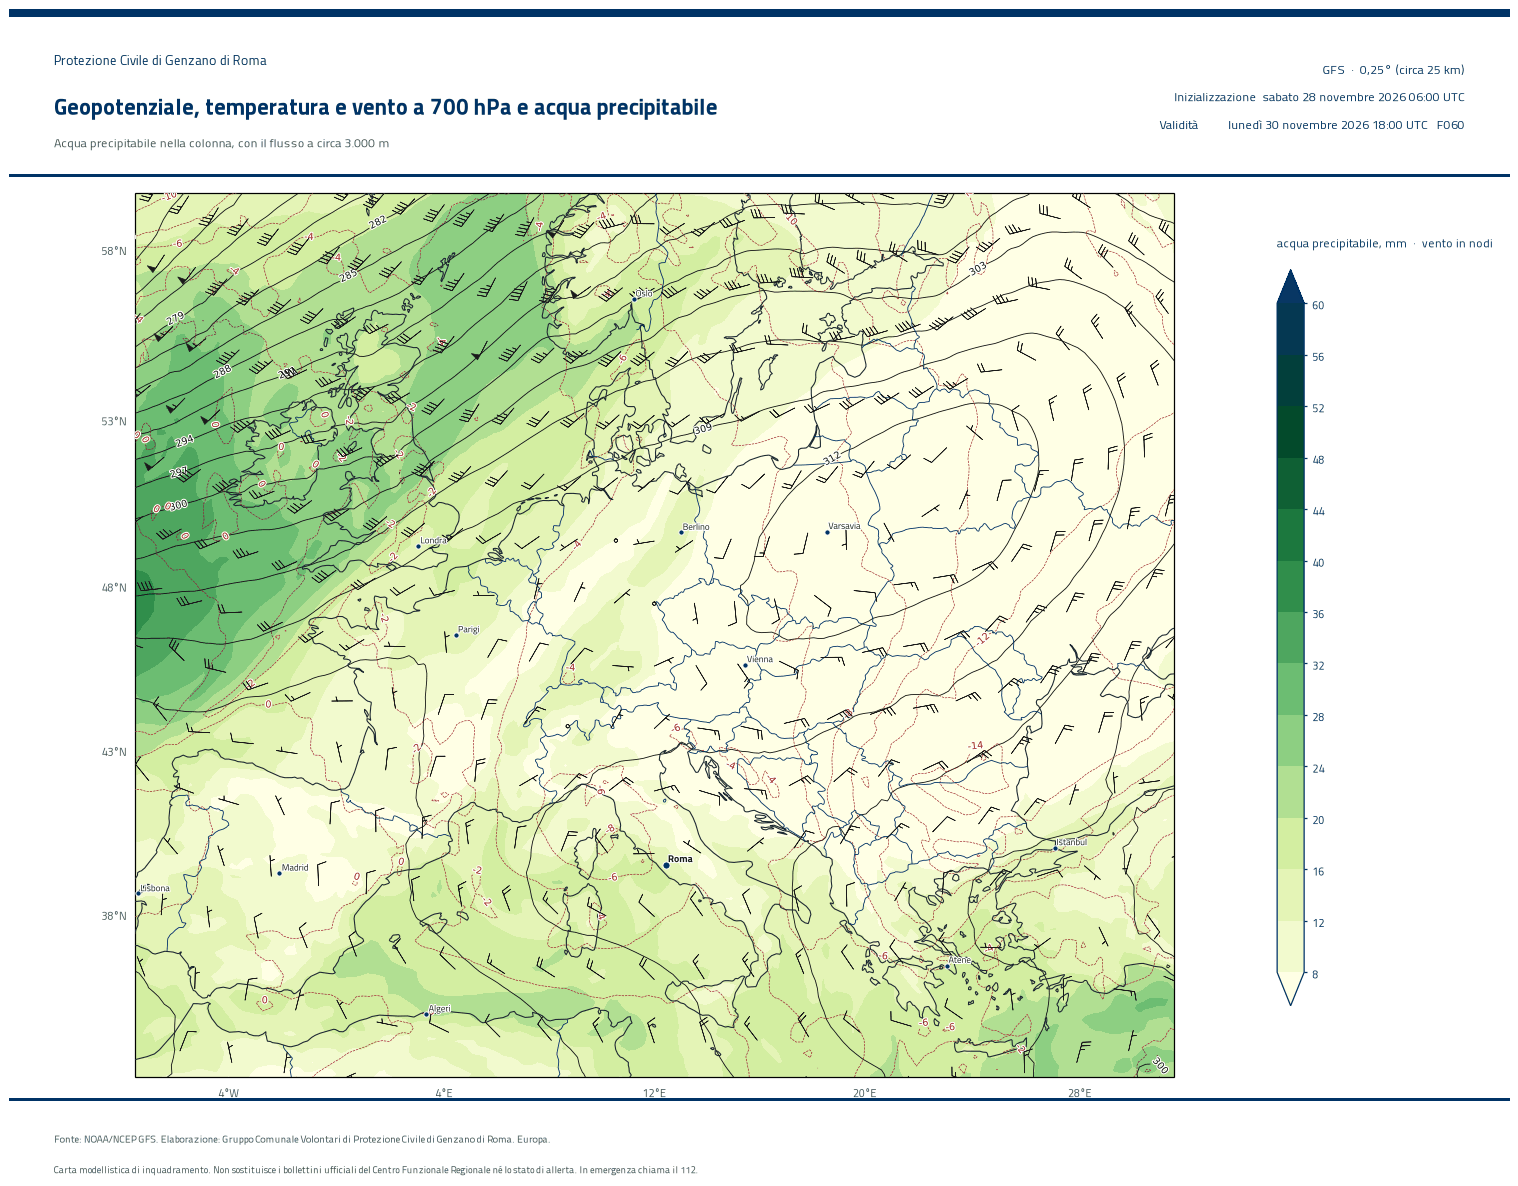 Protezione Civile di Genzano di Roma
Geopotenziale, temperatura e vento a 700 hPa e acqua precipitabile
Acqua precipitabile nella colonna, con il flusso a circa 3.000 m
GFS · 0,25° (circa 25 km)
Inizializzazione sabato 28 novembre 2026 06:00 UTC
Validità lunedì 30 novembre 2026 18:00 UTC F060
acqua precipitabile, mm · vento in nodi
60
56
52
48
44
40
36
32
28
24
20
16
12
8
58°N
53°N
48°N
43°N
38°N
4°W
4°E
12°E
20°E
28°E
282
285
279
288
294
297
300
303
309
312
300
Oslo
Berlino
Varsavia
Londra
Parigi
Vienna
Roma
Madrid
Lisbona
Algeri
Atene
Istanbul
-12
-14
Fonte: NOAA/NCEP GFS. Elaborazione: Gruppo Comunale Volontari di Protezione Civile di Genzano di Roma. Europa.
Carta modellistica di inquadramento. Non sostituisce i bollettini ufficiali del Centro Funzionale Regionale né lo stato di allerta. In emergenza chiama il 112.